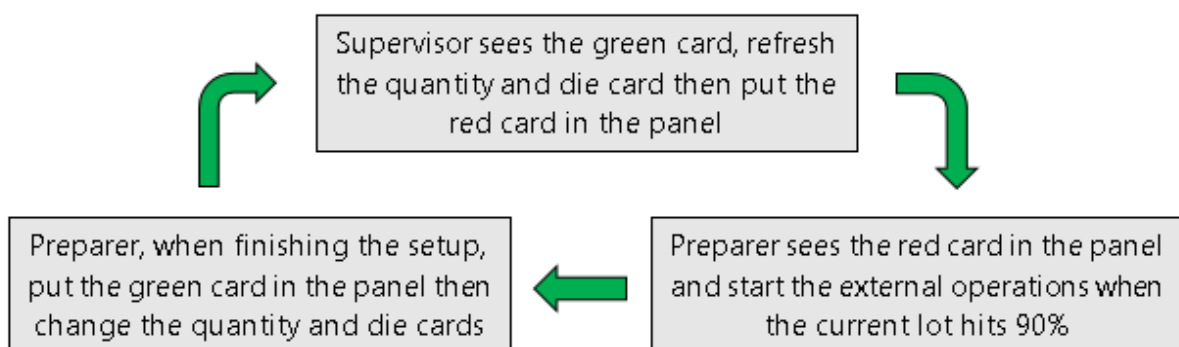 Supervisor sees the green card, refresh
the quantity and die card then put the
red card in the panel
Preparer, when finishing the setup,
put the green card in the panel then
change the quantity and die cards
Preparer sees the red card in the panel
and start the external operations when
the current lot hits 90%